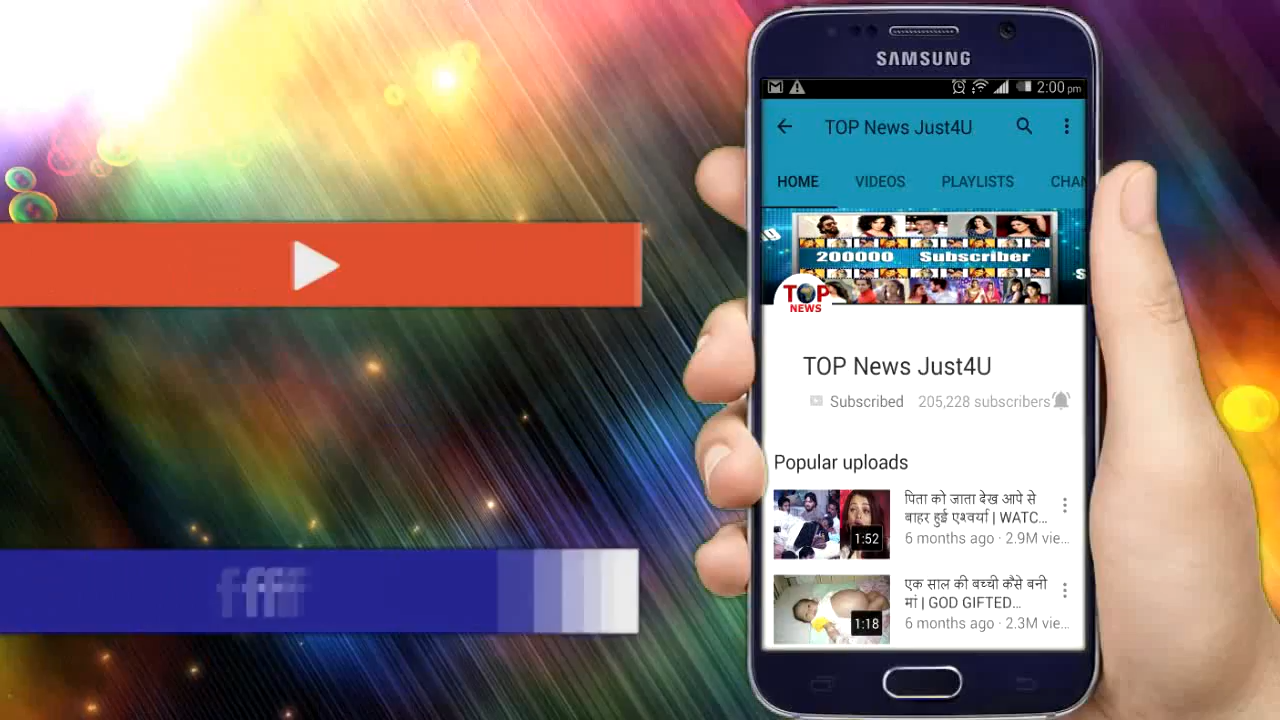 SAMSUNG
2:00 pm
TOP News Just4U
HOME VIDEOS PLAYLISTS CHAN
200000 Subscriber
TOP
NEWS
TOP News Just4U
Subscribed 205,228 subscribers
Popular uploads
पिता को जाता देख आपे से
बाहर हुई एश्वर्या | WATC...
1:52
6 months ago · 2.9M vie...
एक साल की बच्ची कैसे बनी
मां | GOD GIFTED...
1:18
6 months ago · 2.3M vie...